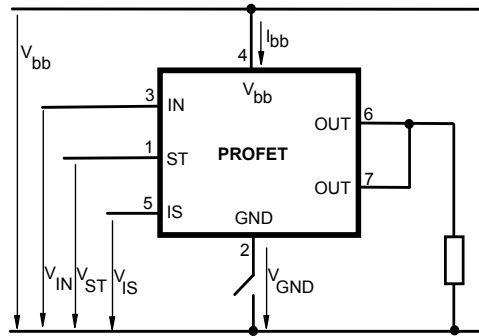 Ibb
Vbb
4
3
IN
Vbb
6
OUT
1
ST
PROFET
5
IS
OUT
7
GND
2
VIN
VST
VIS
VGND